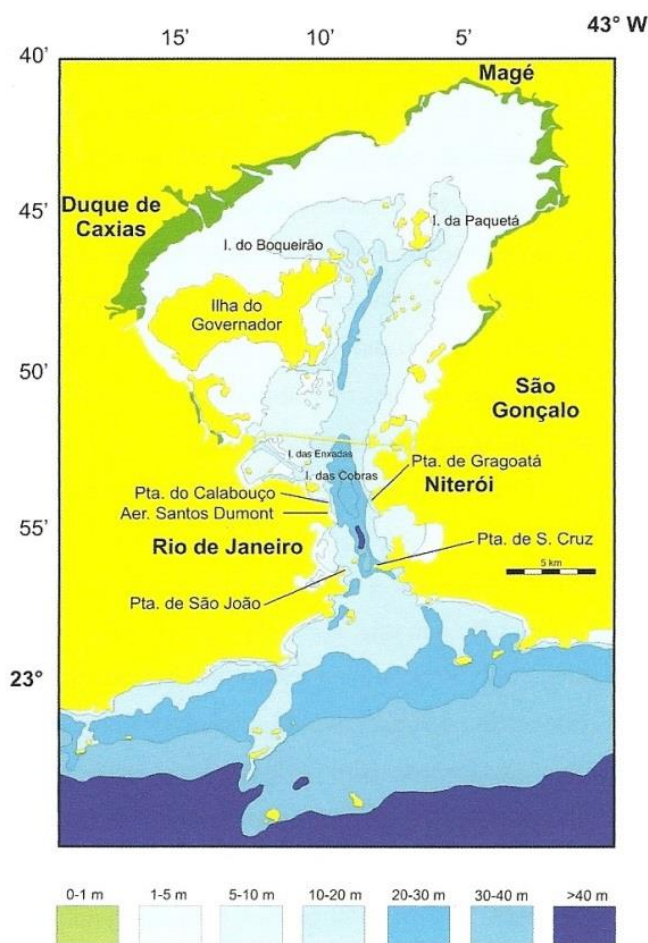 43° W
15' 10' 5'
40'
Magé
45'
Duque de
Caxias
I. da Paquetá
I. do Boqueirão
Ilha do
Governador
50'
São
Gonçalo
I. das Enxadas
Pta. de Gragoatá
I. das Cobras
Niterói
Pta. do Calabouço
Aer. Santos Dumont
55'
Rio de Janeiro
Pta. de S. Cruz
5 km
Pta. de São João
23°
0-1 m 1-5 m 5-10 m 10-20 m 20-30 m 30-40 m >40 m